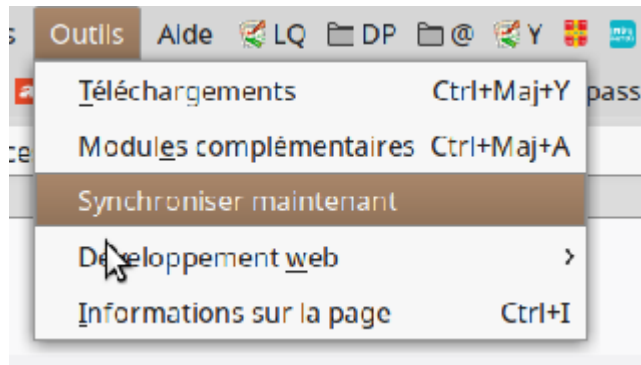 Outils Aide LQ DP @ Y
Téléchargements Ctrl+Maj+Y pass
Modules complémentaires Ctrl+Maj+A
Synchroniser maintenant
Développement web >
Informations sur la page Ctrl+I